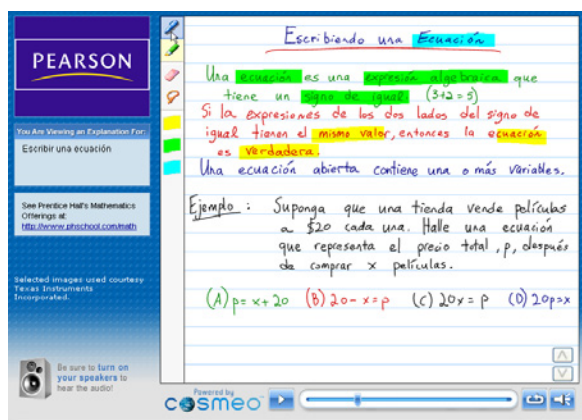 PEARSON
You Are Viewing an Explanation For:
Escribir una ecuación
See Prentice Hall's Mathematics
Offerings at:
http://www.phschool.com/math
Selected images used courtesy
Texas Instruments
Incorporated.
Be sure to turn on
your speakers to
hear the audio!
Escribiendo una Ecuación
Una ecuación es una expresión algebraica que
tiene un signo de igual (3+2=5)
Si la expresiones de los dos lados del signo de
igual tienen el mismo valor, entonces la ecuación
es verdadera.
Una ecuación abierta contiene una o más variables.
Ejemplo: Suponga que una tienda vende películas
a $20 cada una. Halle una ecuación
que representa el precio total, p, después
de comprar x películas.
(A) p= x+20 (B) 20-x=p (C) 20x=p (D) 20p=x
Powered by
cosmeo